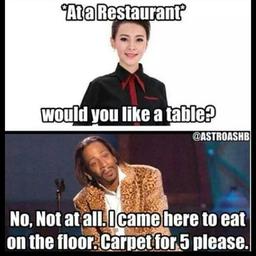 *At a Restaurant*
would you like a table?
@ASTROASHB
No, Not at all. I came here to eat
on the floor. Carpet for 5 please.